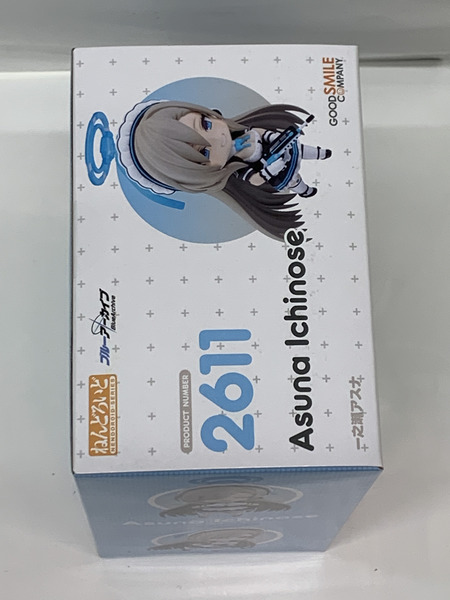 ねんどろいど
NENDOROID SERIES
ブルーアーカイブ
Blue Archive
PRODUCT NUMBER
2611
Asuna Ichinose
一之瀬アスナ
GOOD SMILE
COMPANY
Asuna Ichinose